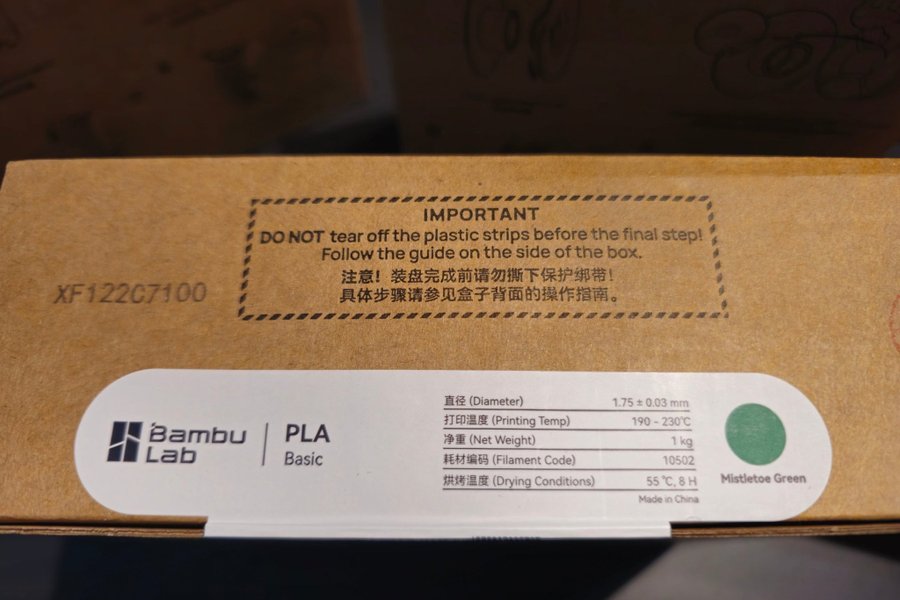 IMPORTANT
DO NOT tear off the plastic strips before the final step!
Follow the guide on the side of the box.
注意！装盘完成前请勿撕下保护绑带！
具体步骤请参见盒子背面的操作指南。
XF122C7100
Bambu Lab
PLA
Basic
直径 (Diameter) 1.75 ± 0.03 mm
打印温度 (Printing Temp) 190 - 230℃
净重 (Net Weight) 1 kg
耗材编码 (Filament Code) 10502
烘烤温度 (Drying Conditions) 55 ℃, 8 H
Made in China
Mistletoe Green